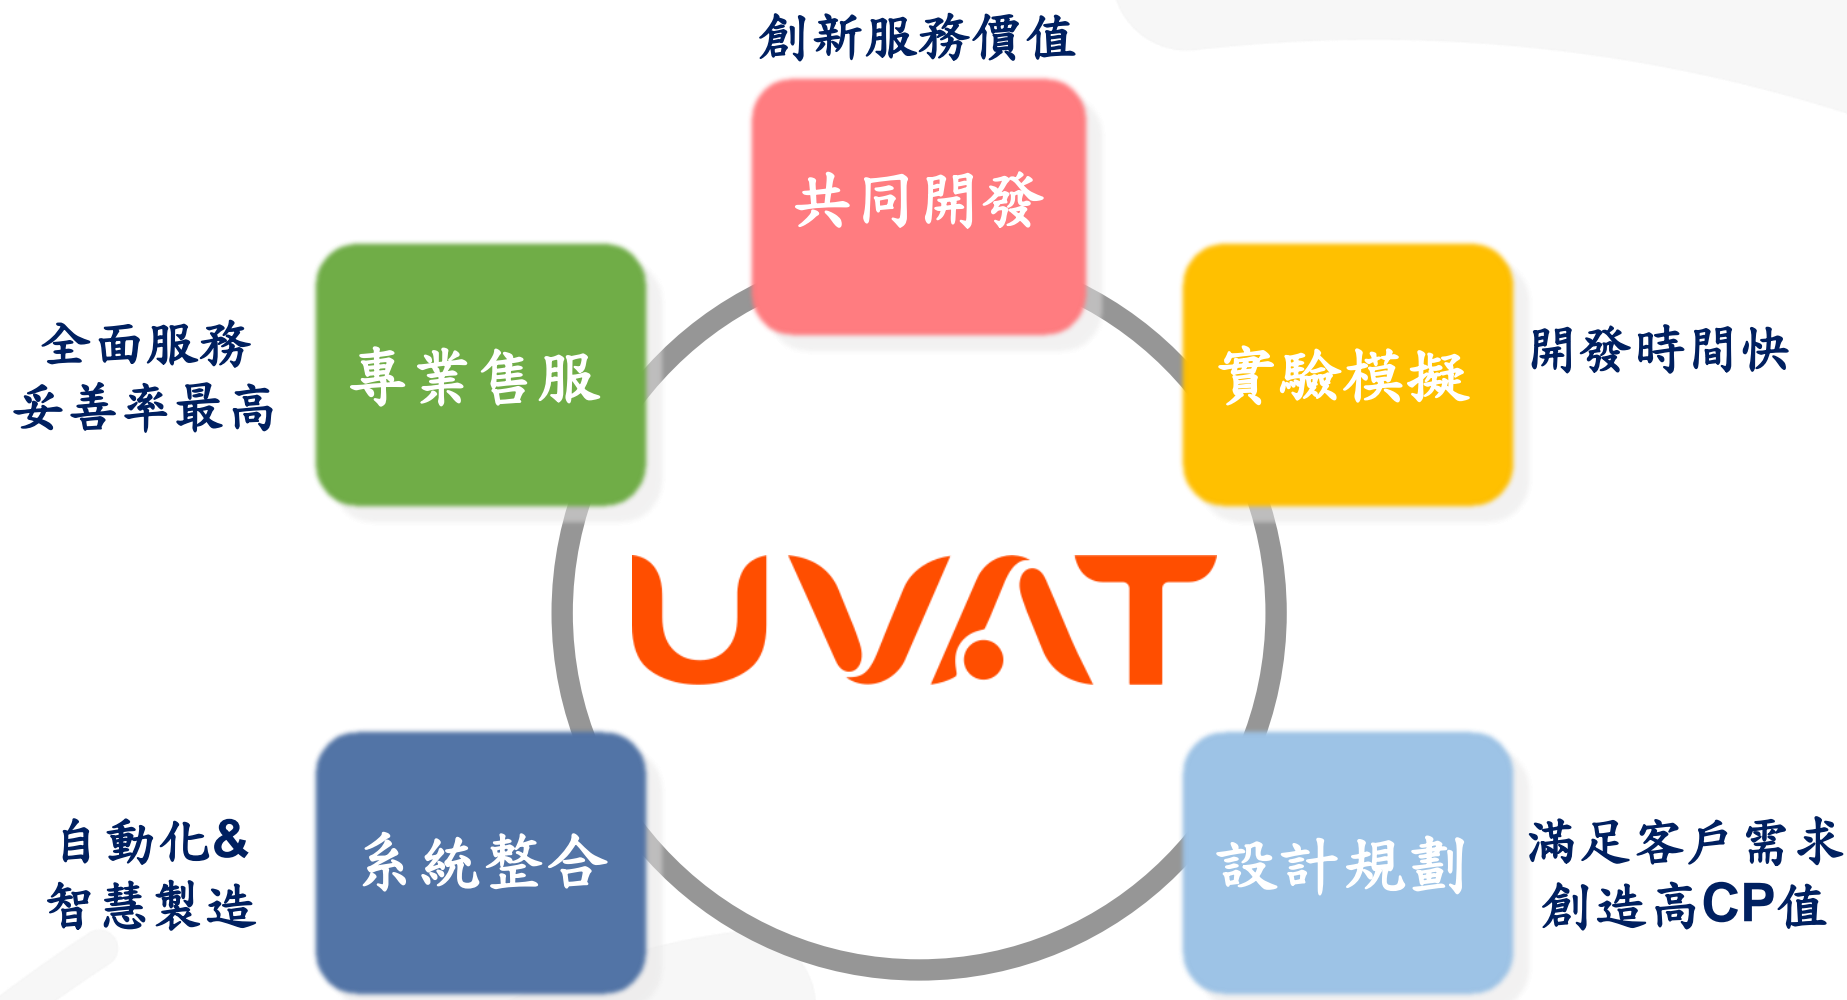 創新服務價值
共同開發
全面服務
妥善率最高
專業售服
實驗模擬
開發時間快
UVAT
自動化&
智慧製造
系統整合
設計規劃
滿足客戶需求
創造高CP值